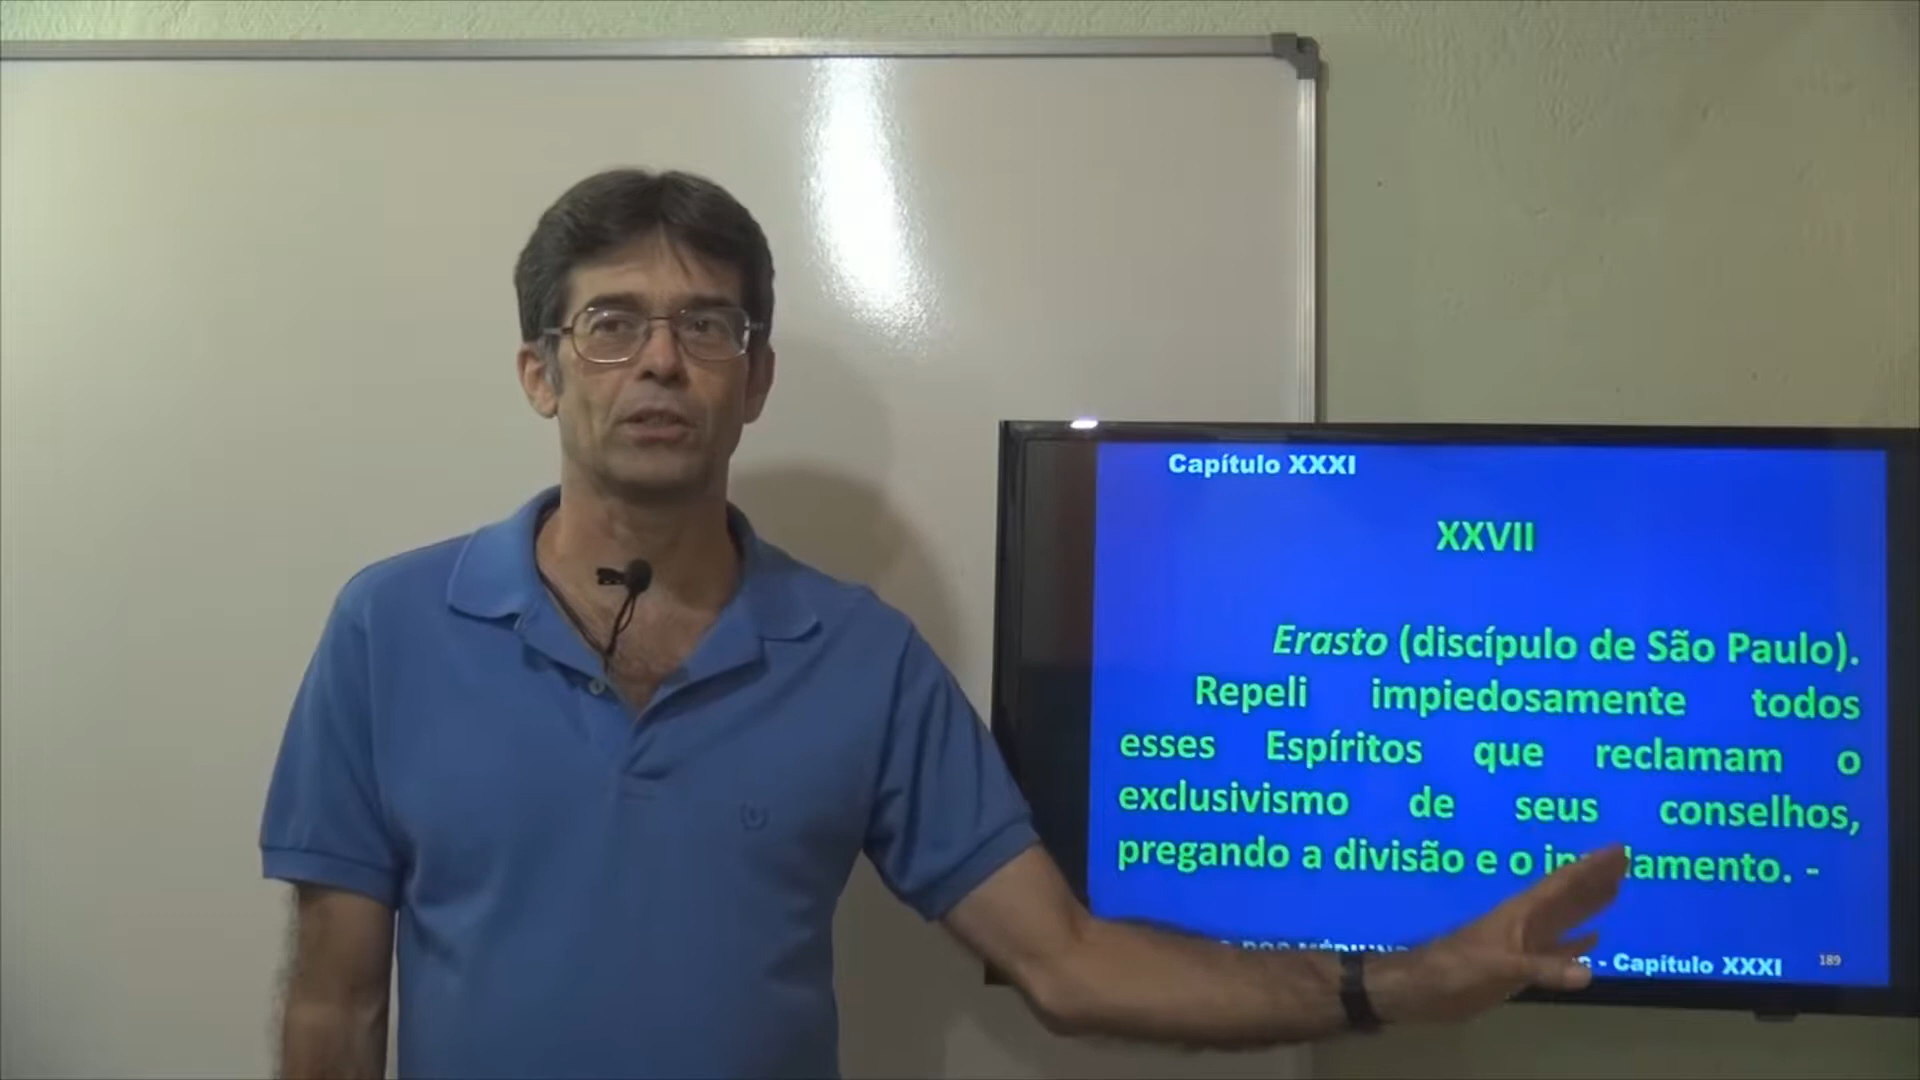 Capítulo XXXI
XXVII
Erasto (discípulo de São Paulo).
Repeli impiedosamente todos
esses Espíritos que reclamam o
exclusivismo de seus conselhos,
pregando a divisão e o
- Capítulo XXXI
189